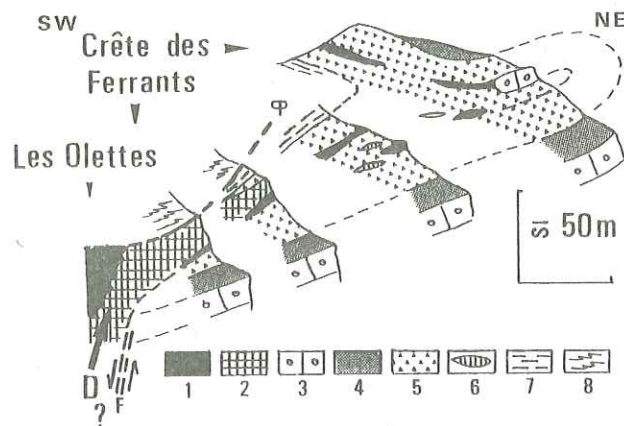 SW
NE
Crête des
Ferrants
Les Olettes
φ
50m
D
?
F
1 2 3 4 5 6 7 8